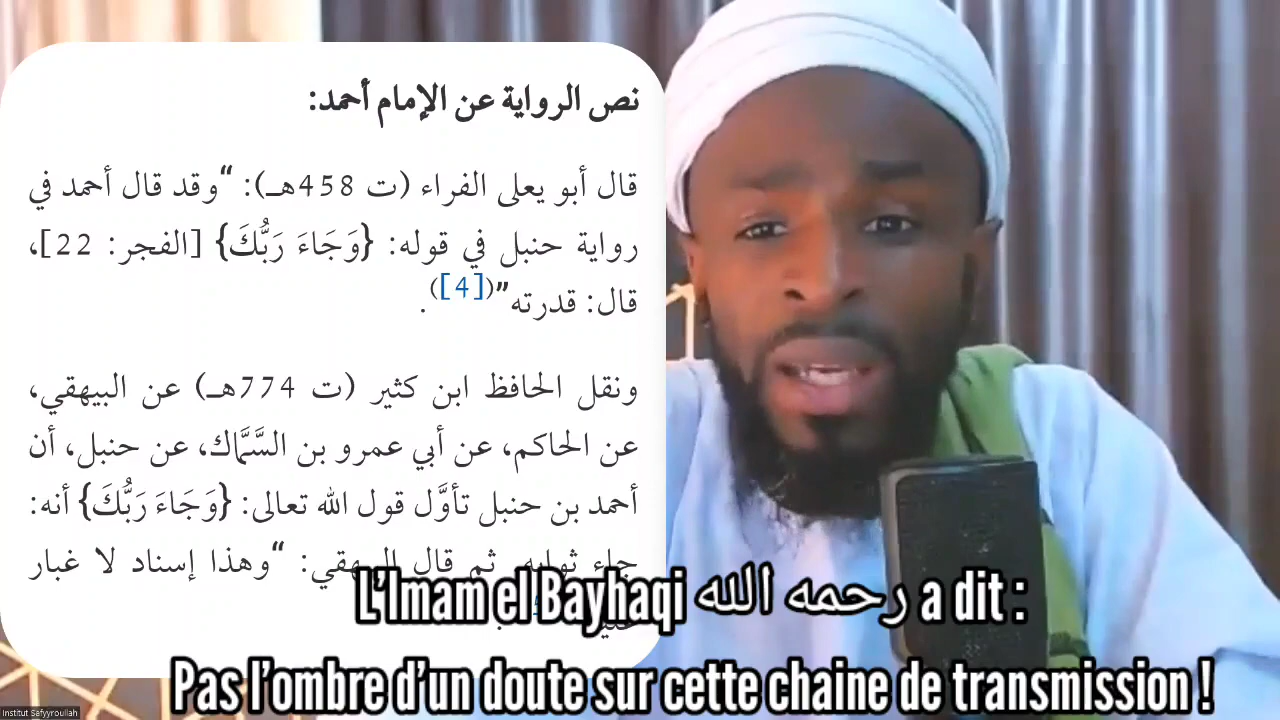 نص الرواية عن الإمام أحمد:
قال أبو يعلى الفراء (ت 458هـ): “وقد قال أحمد في
رواية حنبل في قوله: {وَجَاءَ رَبُّكَ} [الفجر: 22]،
قال: قدرته”([4]).
ونقل الحافظ ابن كثير (ت 774هـ) عن البيهقي،
عن الحاكم، عن أبي عمرو بن السَّمَّاك، عن حنبل، أن
أحمد بن حنبل تأوَّل قول الله تعالى: {وَجَاءَ رَبُّكَ} أنه:
جاء ثوابه. ثم قال البيهقي: “وهذا إسناد لا غبار
L’Imam el Bayhaqi رحمه الله a dit :
Pas l’ombre d’un doute sur cette chaine de transmission !
Institut Safyyroullah